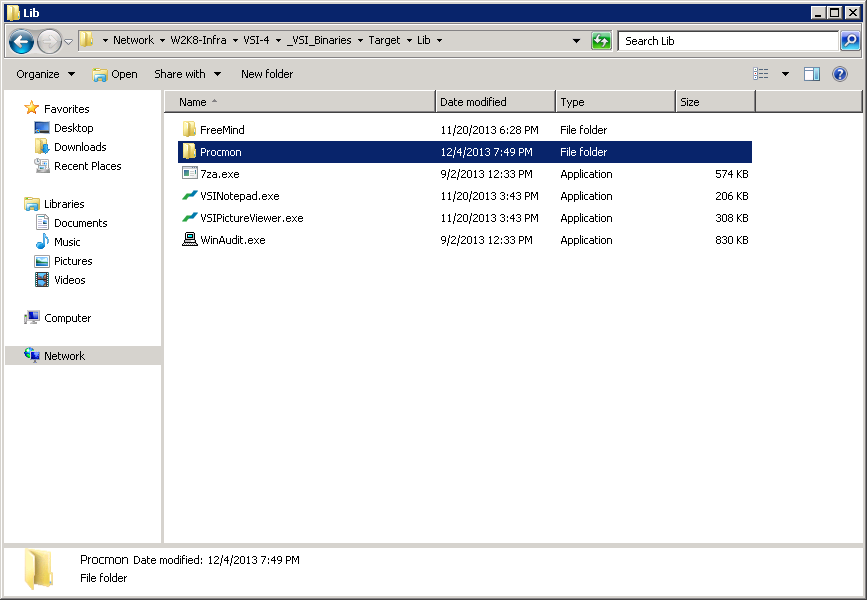 Lib
Network W2K8-Infra VSI-4 _VSI_Binaries Target Lib Search Lib
Organize Open Share with New folder
Name Date modified Type Size
Favorites
Desktop
Downloads
Recent Places
Libraries
Documents
Music
Pictures
Videos
Computer
Network
FreeMind 11/20/2013 6:28 PM File folder
Procmon 12/4/2013 7:49 PM File folder
7za.exe 9/2/2013 12:33 PM Application 574 KB
VSINotepad.exe 11/20/2013 3:43 PM Application 206 KB
VSIPictureViewer.exe 11/20/2013 3:43 PM Application 308 KB
WinAudit.exe 9/2/2013 12:33 PM Application 830 KB
Procmon Date modified: 12/4/2013 7:49 PM
File folder